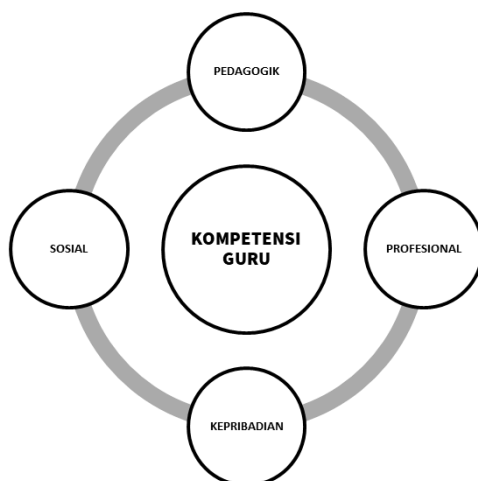 PEDAGOGIK
SOSIAL
KOMPETENSI
GURU
PROFESIONAL
KEPRIBADIAN